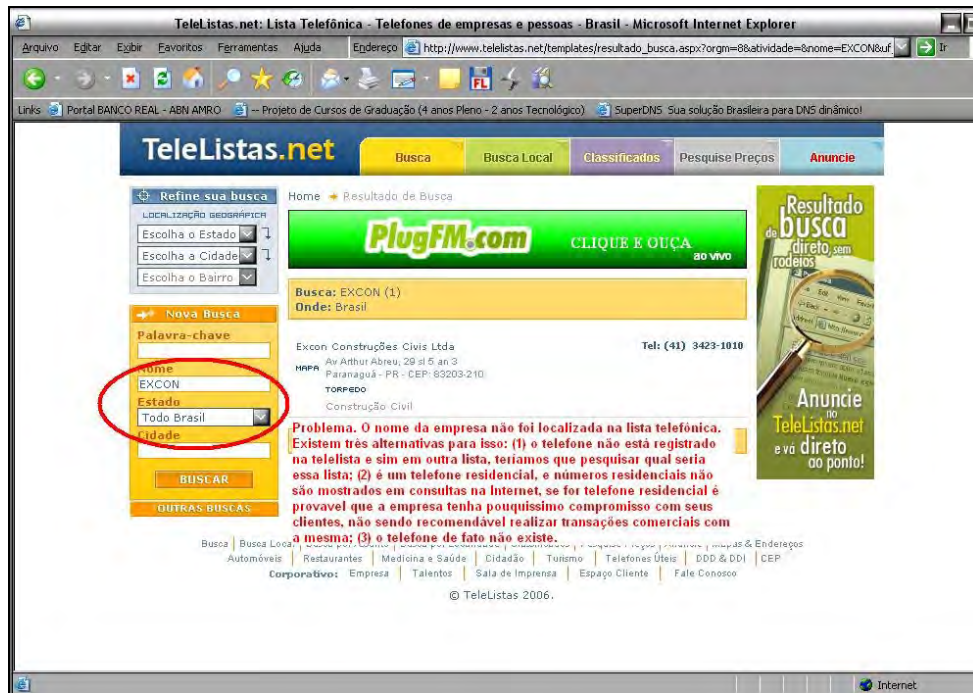 TeleListas.net: Lista Telefônica - Telefones de empresas e pessoas - Brasil - Microsoft Internet Explorer
Arquivo Editar Exibir Favoritos Ferramentas Ajuda Endereço http://www.telelistas.net/templates/resultado_busca.aspx?orgm=8&atividade=&nome=EXCON&uf Ir
Links Portal BANCO REAL - ABN AMRO -- Projeto de Cursos de Graduação (4 anos Pleno - 2 anos Tecnológico) SuperDNS Sua solução Brasileira para DNS dinâmico!
TeleListas.net
Busca Busca Local Classificados Pesquise Preços Anuncie
Refine sua busca
LOCALIZAÇÃO GEOGRÁFICA
Escolha o Estado
Escolha a Cidade
Escolha o Bairro
Nova Busca
Palavra-chave
Nome
EXCON
Estado
Todo Brasil
Cidade
BUSCAR
OUTRAS BUSCAS
Home Resultado de Busca
PlugFM.com CLIQUE E OUÇA
ao vivo
Busca: EXCON (1)
Onde: Brasil
Excon Construções Civis Ltda Tel: (41) 3423-1010
MAPA Av Arthur Abreu, 29 sl 5 an 3
Paranaguá - PR - CEP: 83203-210
TORPEDO
Construção Civil
Problema. O nome da empresa não foi localizada na lista telefónica.
Existem três alternativas para isso: (1) o telefone não está registrado
na telelista e sim em outra lista, teríamos que pesquisar qual seria
essa lista; (2) é um telefone residencial, e números residenciais não
são mostrados em consultas na Internet, se for telefone residencial é
provavel que a empresa tenha pouquissimo compromisso com seus
clientes, não sendo recomendável realizar transações comerciais com
a mesma; (3) o telefone de fato não existe.
Resultado
de busca
direto, sem
rodeios
Anuncie
no
TeleListas.net
e vá direto
ao ponto!
Busca Busca Local Mapas & Endereços
Automóveis Restaurantes Medicina e Saúde Cidadão Turismo Telefones Úteis DDD & DDI CEP
Corporativo: Empresa Talentos Sala de Imprensa Espaço Cliente Fale Conosco
© TeleListas 2006.
Internet